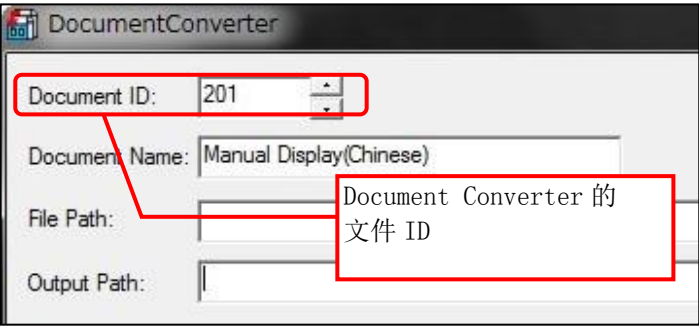 DocumentConverter
Document ID: 201
Document Name: Manual Display(Chinese)
File Path:
Output Path:
Document Converter 的
文件 ID